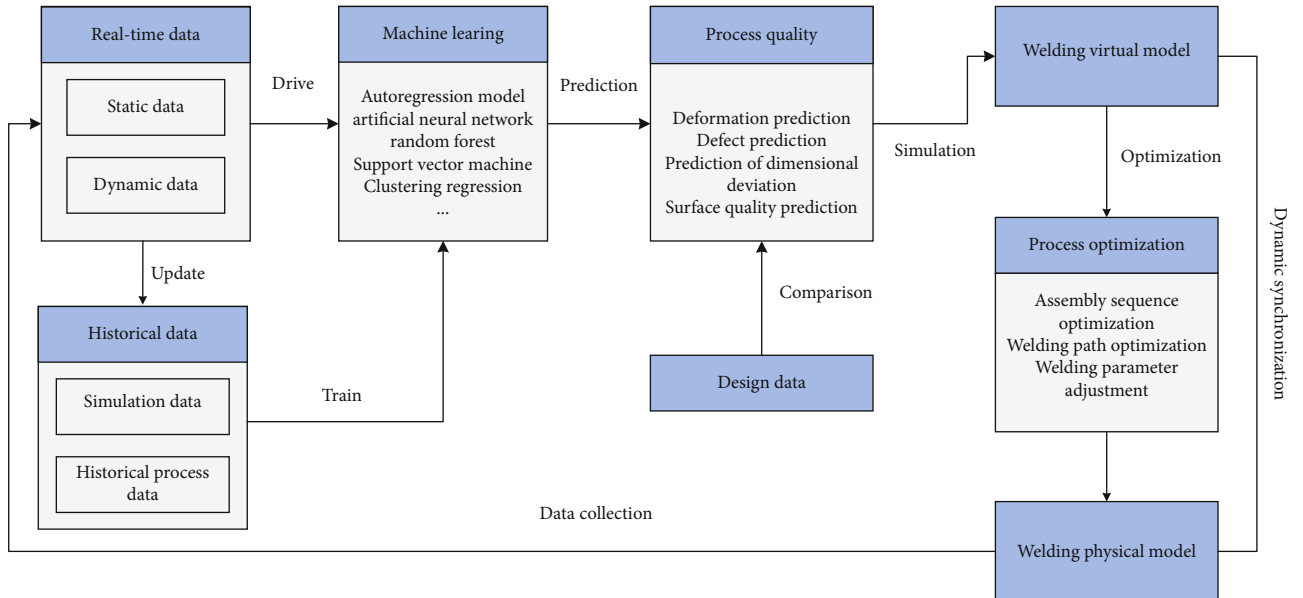 Real-time data
Static data
Dynamic data
Update
Historical data
Simulation data
Historical process
data
Drive
Train
Machine learing
Autoregression model
artificial neural network
random forest
Support vector machine
Clustering regression
...
Prediction
Process quality
Deformation prediction
Defect prediction
Prediction of dimensional
deviation
Surface quality prediction
Comparison
Design data
Simulation
Welding virtual model
Optimization
Process optimization
Assembly sequence
optimization
Welding path optimization
Welding parameter
adjustment
Welding physical model
Dynamic synchronization
Data collection